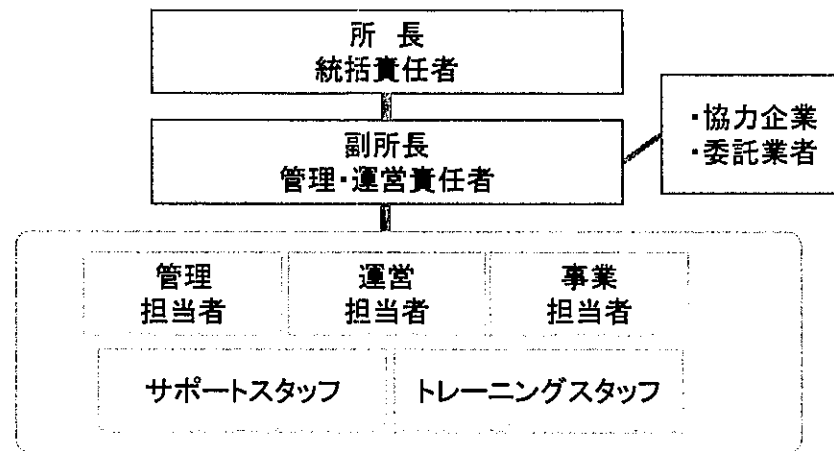 所 長
統括責任者
副所長
管理・運営責任者
・協力企業
・委託業者
管理
担当者
運営
担当者
事業
担当者
サポートスタッフ
トレーニングスタッフ